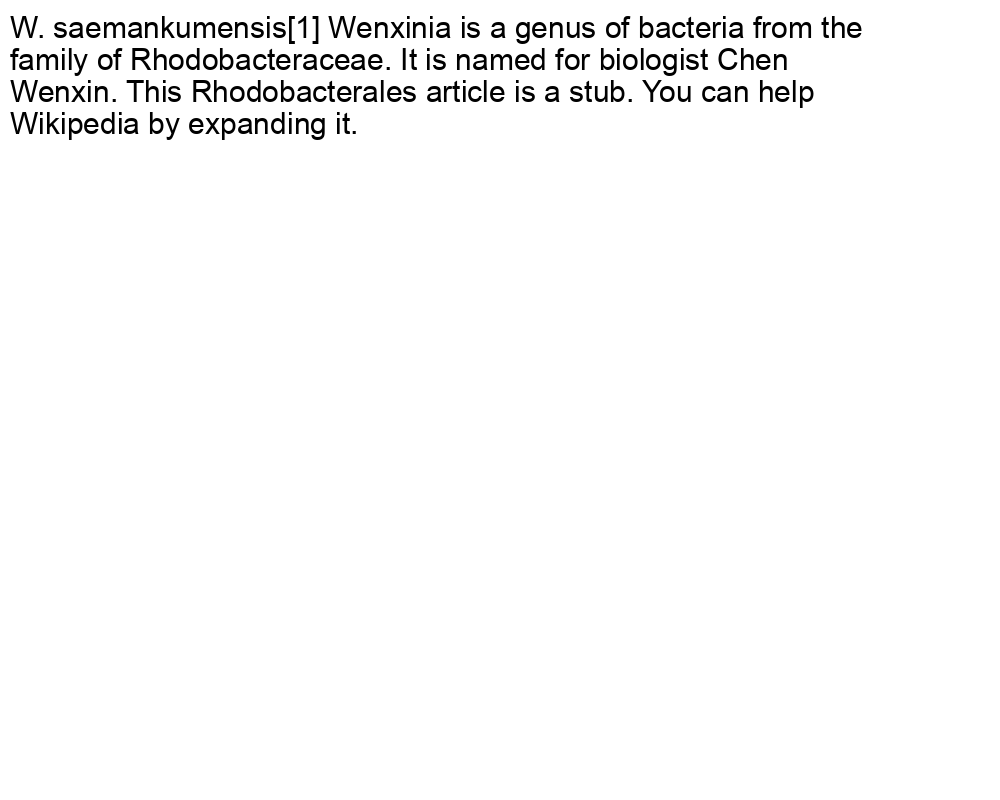 W. saemankumensis[1] Wenxinia is a genus of bacteria from the
family of Rhodobacteraceae. It is named for biologist Chen
Wenxin. This Rhodobacterales article is a stub. You can help
Wikipedia by expanding it.